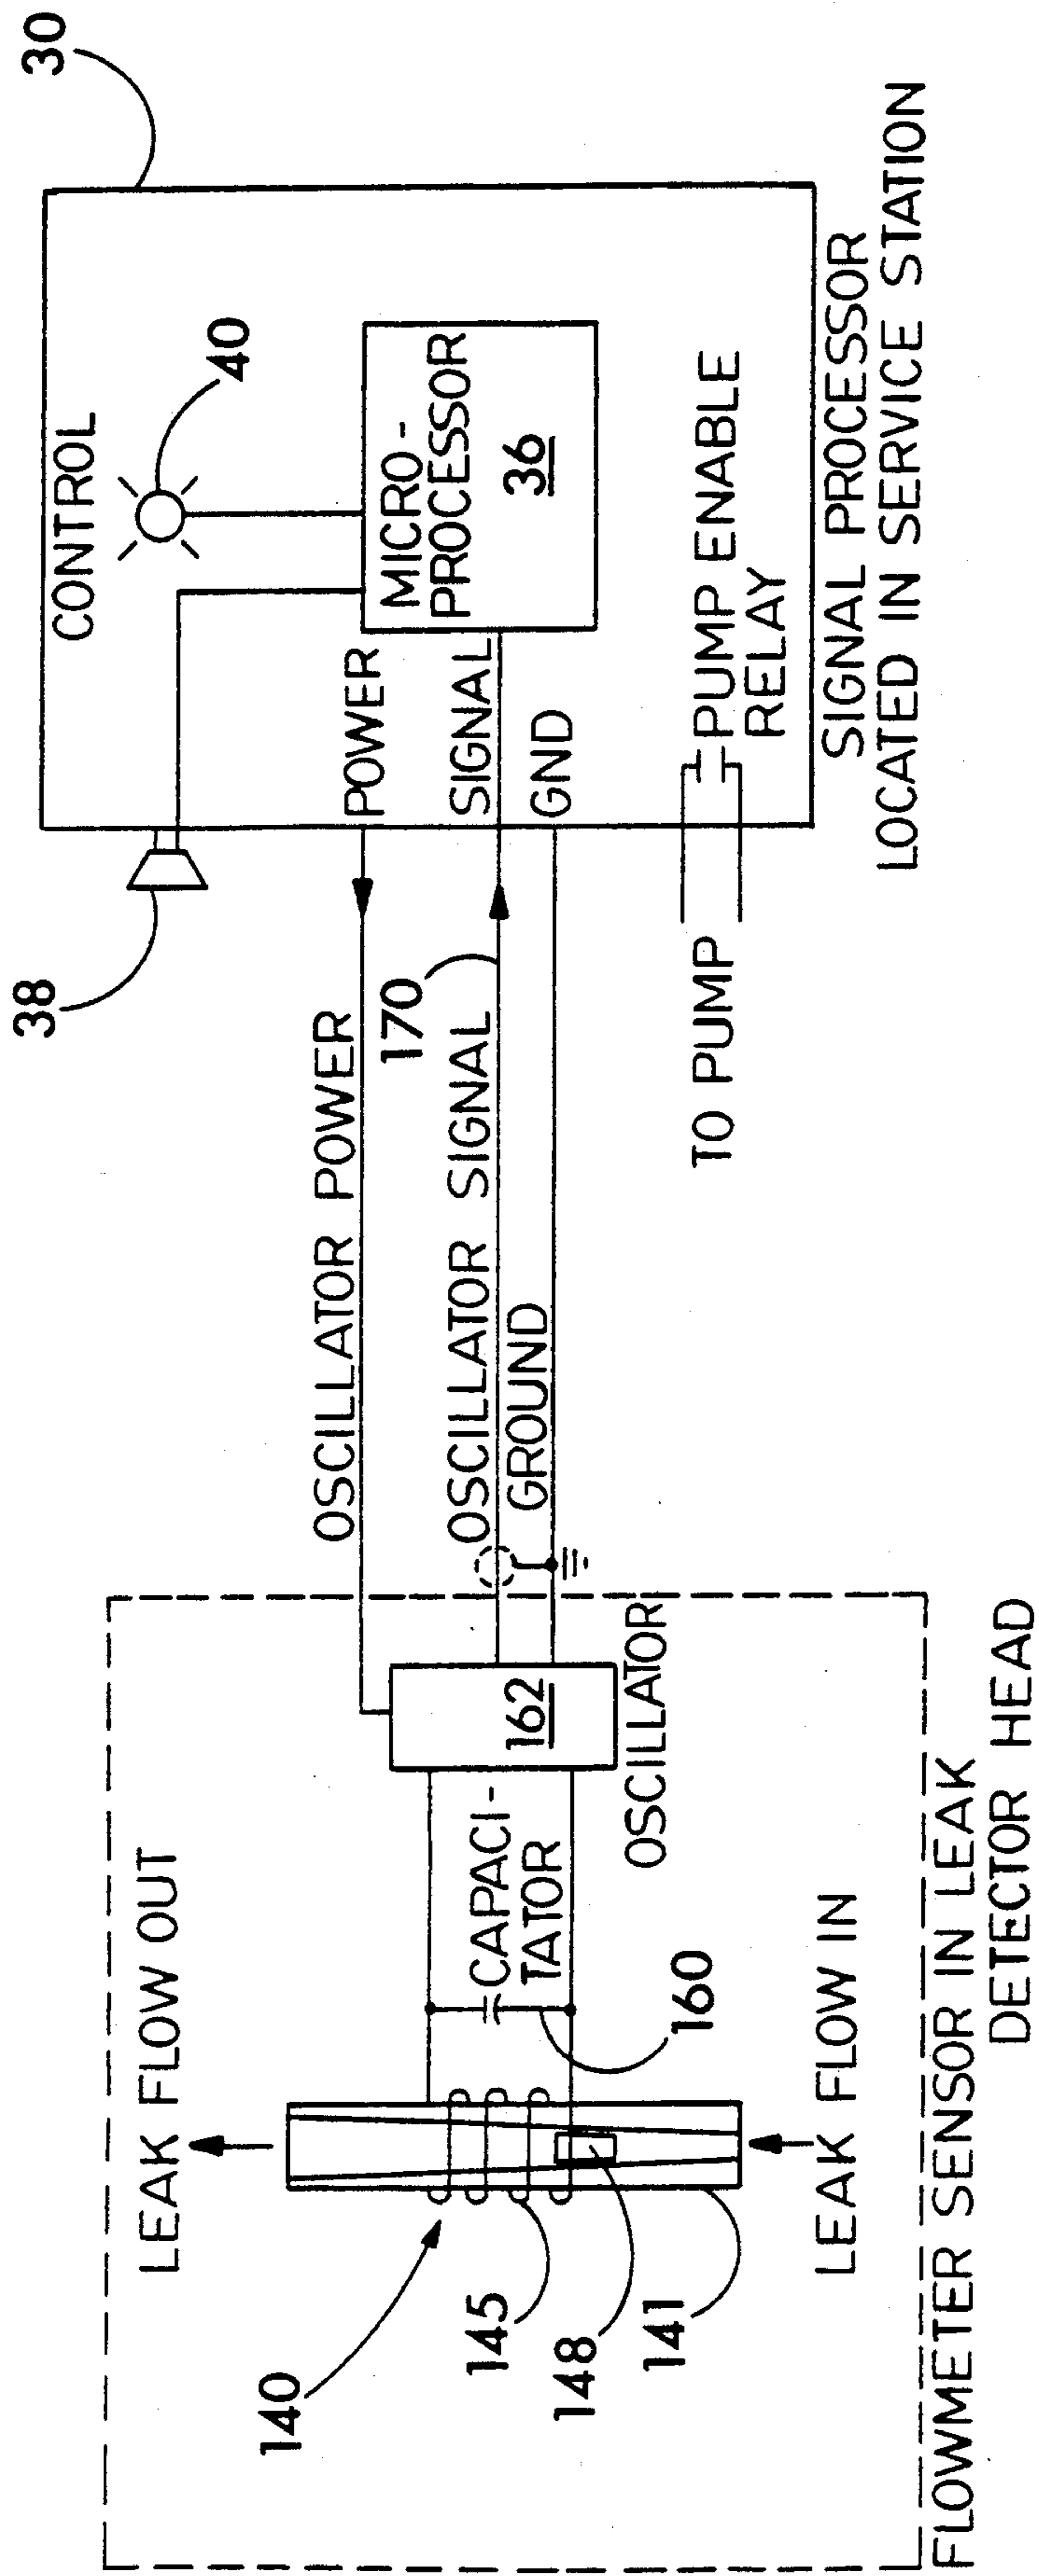 LEAK FLOW OUT
140
145
148
141
LEAK FLOW IN
160
CAPACI-
TATOR
162
OSCILLATOR
FLOWMETER SENSOR IN LEAK
DETECTOR HEAD
OSCILLATOR POWER
170
OSCILLATOR SIGNAL
GROUND
TO PUMP
38
30
CONTROL
40
MICRO-
PROCESSOR
36
POWER
SIGNAL
GND
PUMP ENABLE
RELAY
SIGNAL PROCESSOR
LOCATED IN SERVICE STATION